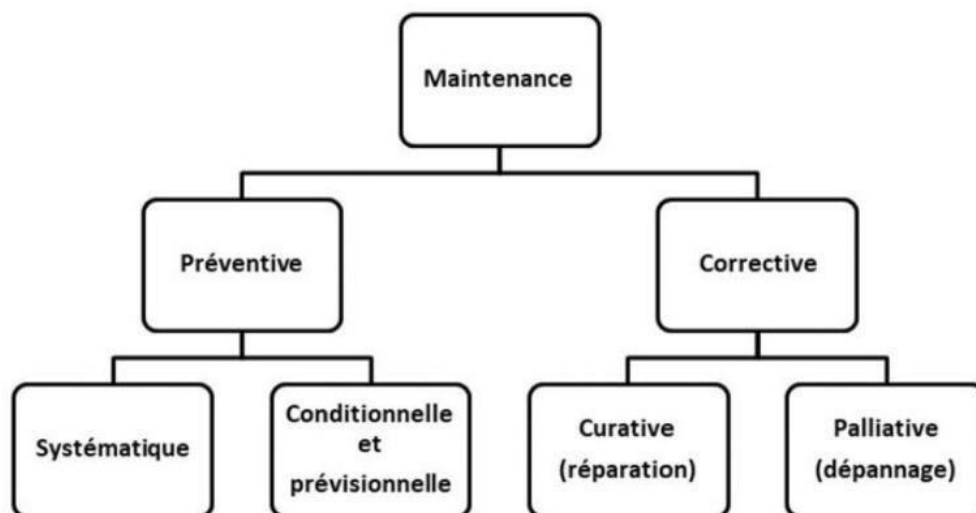 Maintenance
Préventive
Corrective
Systématique
Conditionnelle
et
prévisionnelle
Curative
(réparation)
Palliative
(dépannage)